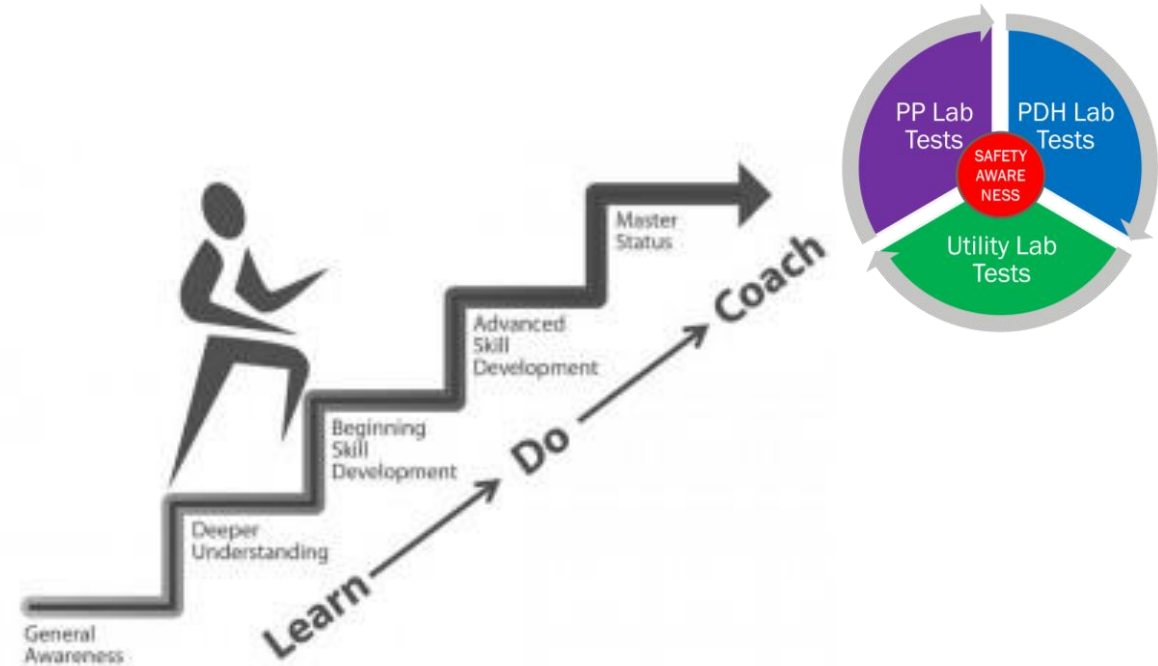 PP Lab
Tests
PDH Lab
Tests
SAFETY
AWARE
NESS
Utility Lab
Tests
Master
Status
Coach
Advanced
Skill
Development
Do
Beginning
Skill
Development
Deeper
Understanding
Learn
General
Awareness